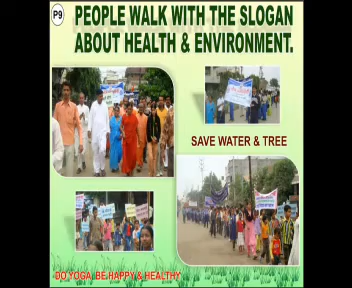 P9
PEOPLE WALK WITH THE SLOGAN
ABOUT HEALTH & ENVIRONMENT.
SAVE WATER & TREE
DO YOGA, BE HAPPY & HEALTHY